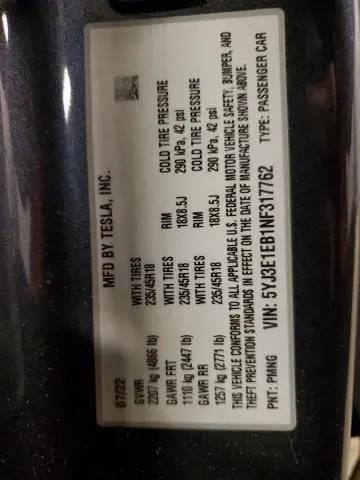 MFD BY TESLA, INC.
07/22
GVWR WITH TIRES RIM COLD TIRE PRESSURE
2207 kg (4866 lb) 235/45R18 18X8.5J 290 kPa, 42 psi
GAWR FRT WITH TIRES RIM COLD TIRE PRESSURE
1110 kg (2447 lb) 235/45R18 18X8.5J 290 kPa, 42 psi
GAWR RR
1257 kg (2771 lb)
THIS VEHICLE CONFORMS TO ALL APPLICABLE U.S. FEDERAL MOTOR VEHICLE SAFETY, BUMPER, AND
THEFT PREVENTION STANDARDS IN EFFECT ON THE DATE OF MANUFACTURE SHOWN ABOVE.
PNT: PMNG VIN: 5YJ3E1EB1NF317762 TYPE: PASSENGER CAR